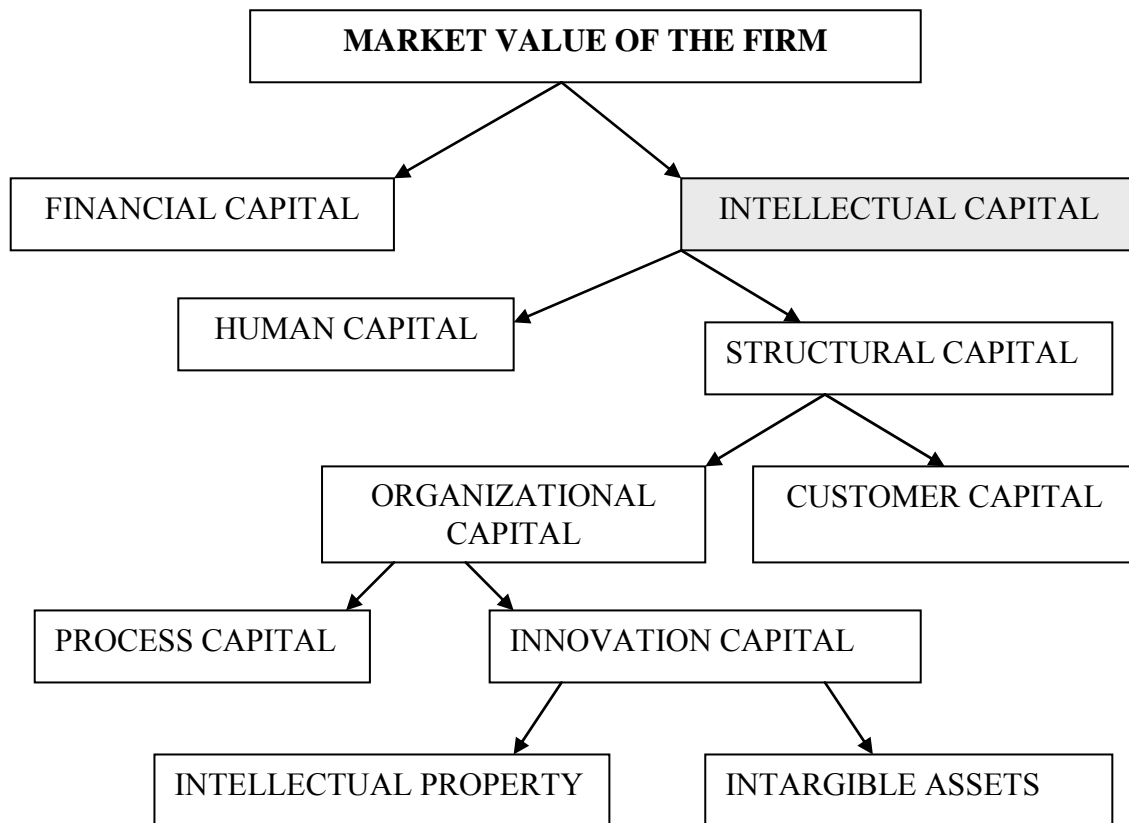 MARKET VALUE OF THE FIRM
FINANCIAL CAPITAL
INTELLECTUAL CAPITAL
HUMAN CAPITAL
STRUCTURAL CAPITAL
ORGANIZATIONAL
CAPITAL
CUSTOMER CAPITAL
PROCESS CAPITAL
INNOVATION CAPITAL
INTELLECTUAL PROPERTY
INTARGIBLE ASSETS